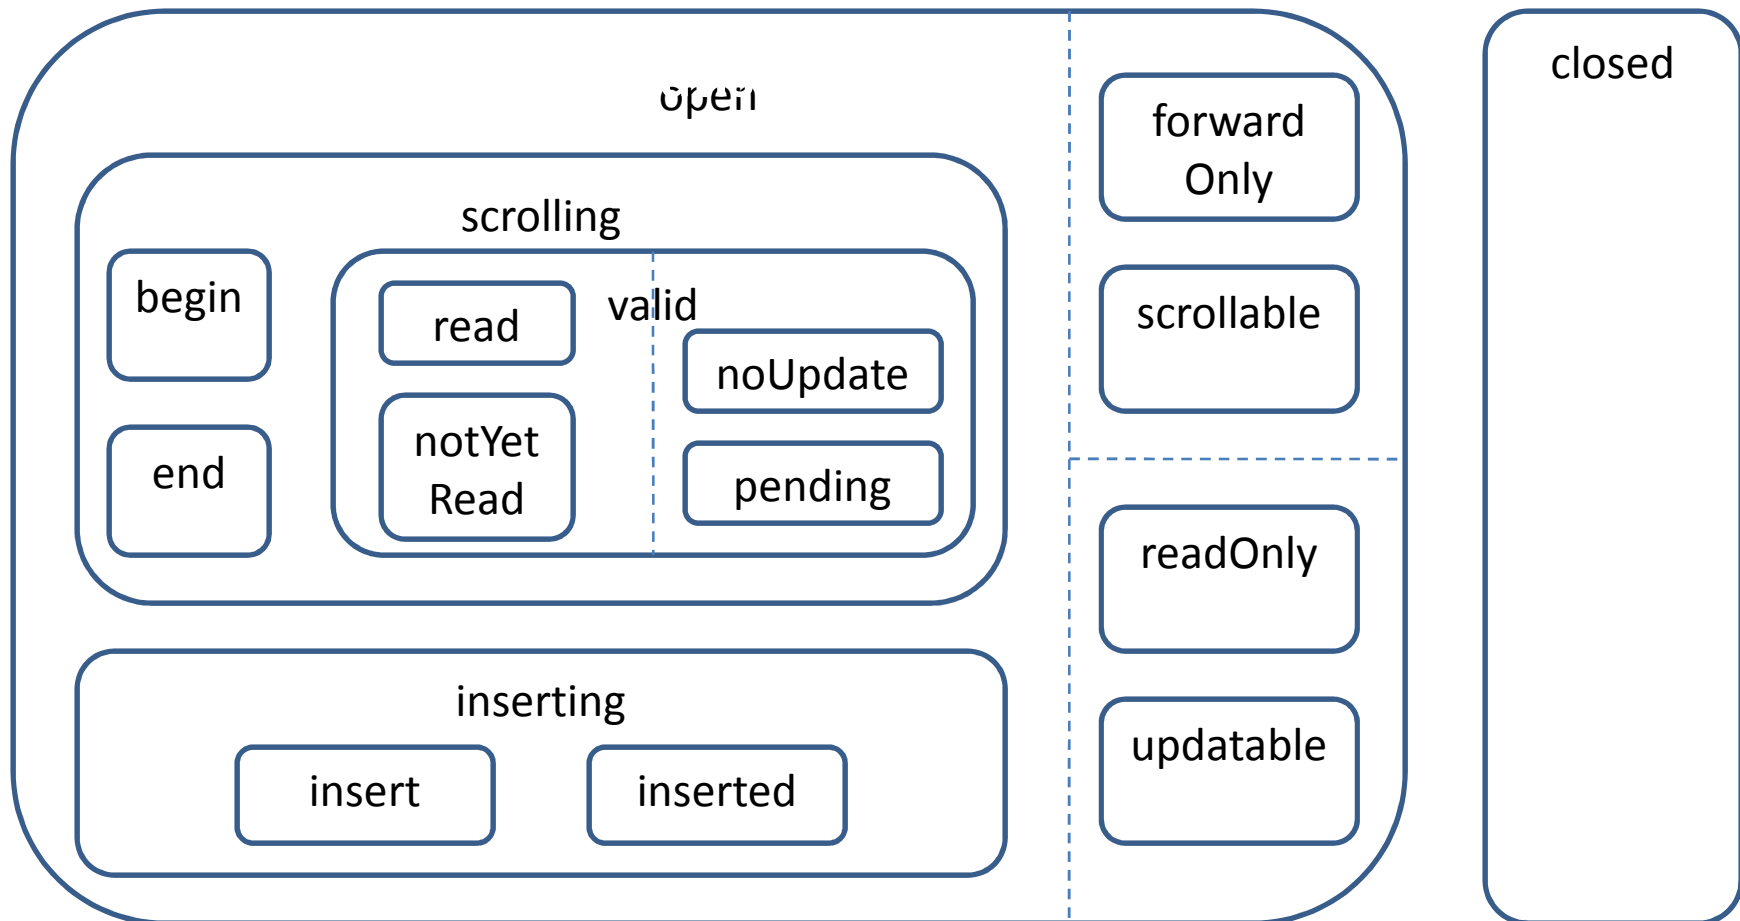 open
scrolling
begin
end
valid
read
notYet
Read
noUpdate
pending
inserting
insert
inserted
forward
Only
scrollable
readOnly
updatable
closed